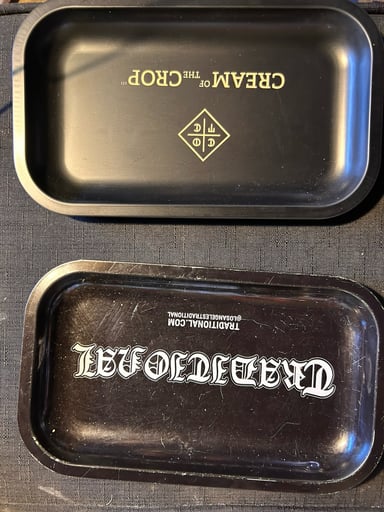 TRADITIONAL
TRADITIONAL.COM
@LOSANGELESTRADITIONAL
CREAM OF THE CROP